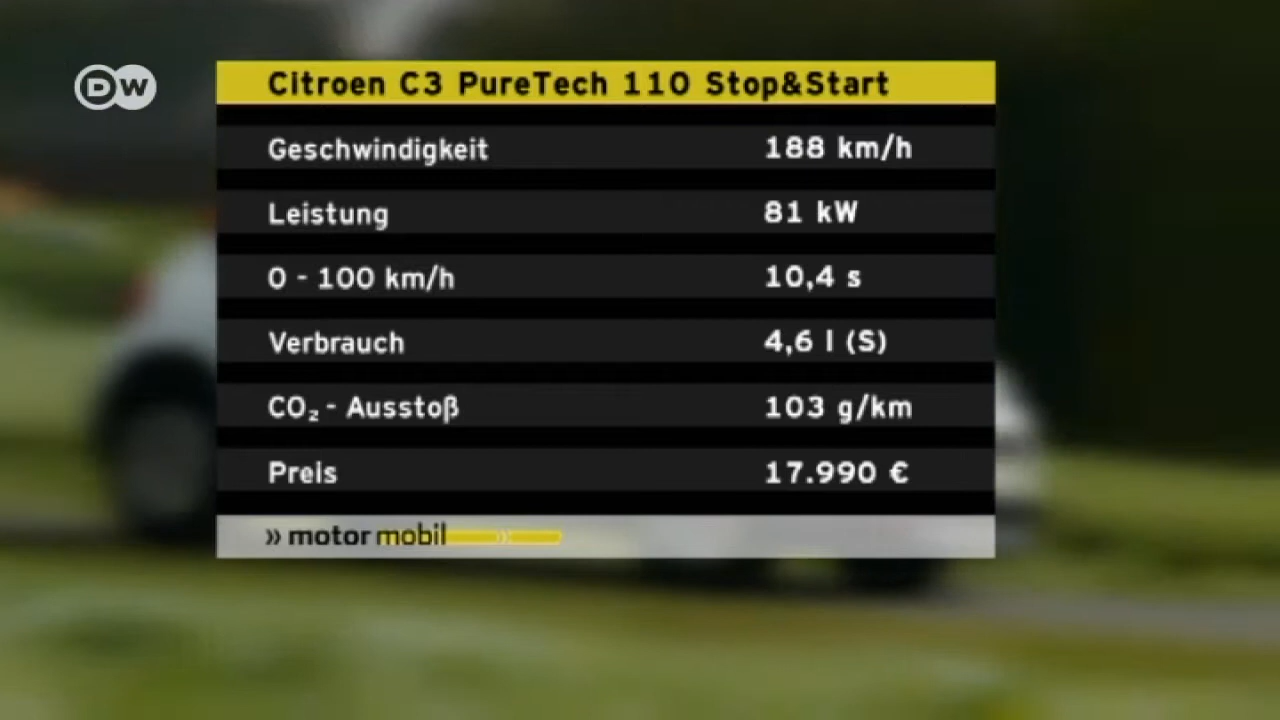 DW
Citroen C3 PureTech 110 Stop&Start
Geschwindigkeit 188 km/h
Leistung 81 kW
0 - 100 km/h 10,4 s
Verbrauch 4,6 l (S)
CO₂ - Ausstoß 103 g/km
Preis 17.990 €
» motor mobil »